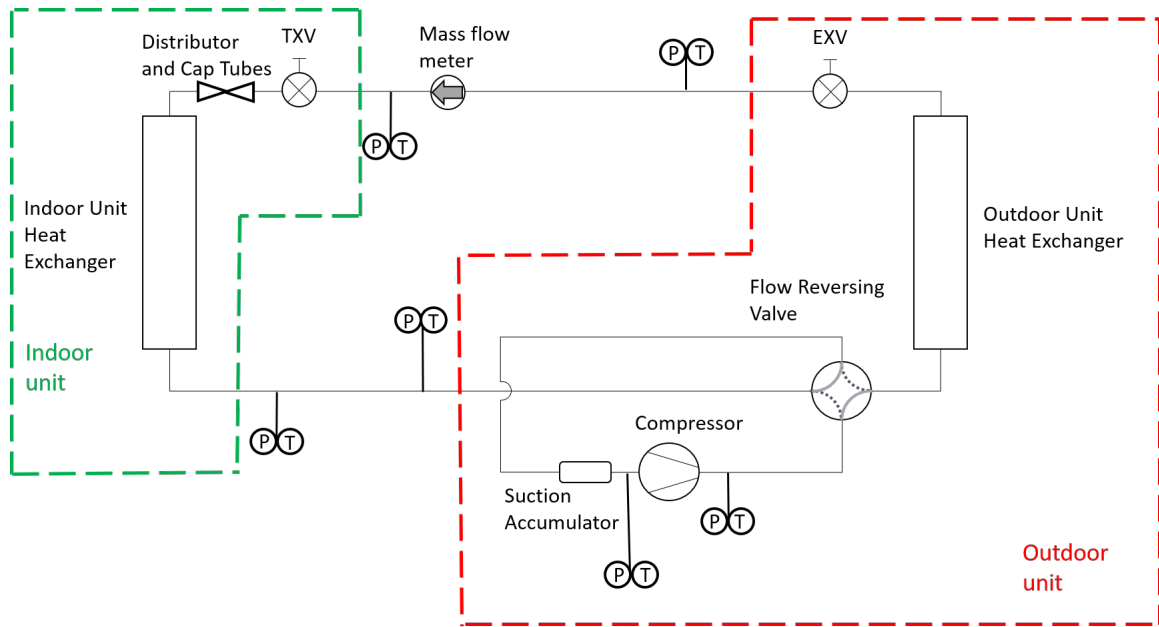 Distributor
and Cap Tubes
TXV
Mass flow
meter
P T
EXV
P T
Indoor Unit
Heat
Exchanger
Outdoor Unit
Heat Exchanger
Flow Reversing
Valve
P T
Indoor
unit
P T
Compressor
Suction
Accumulator
P T
P T
Outdoor
unit